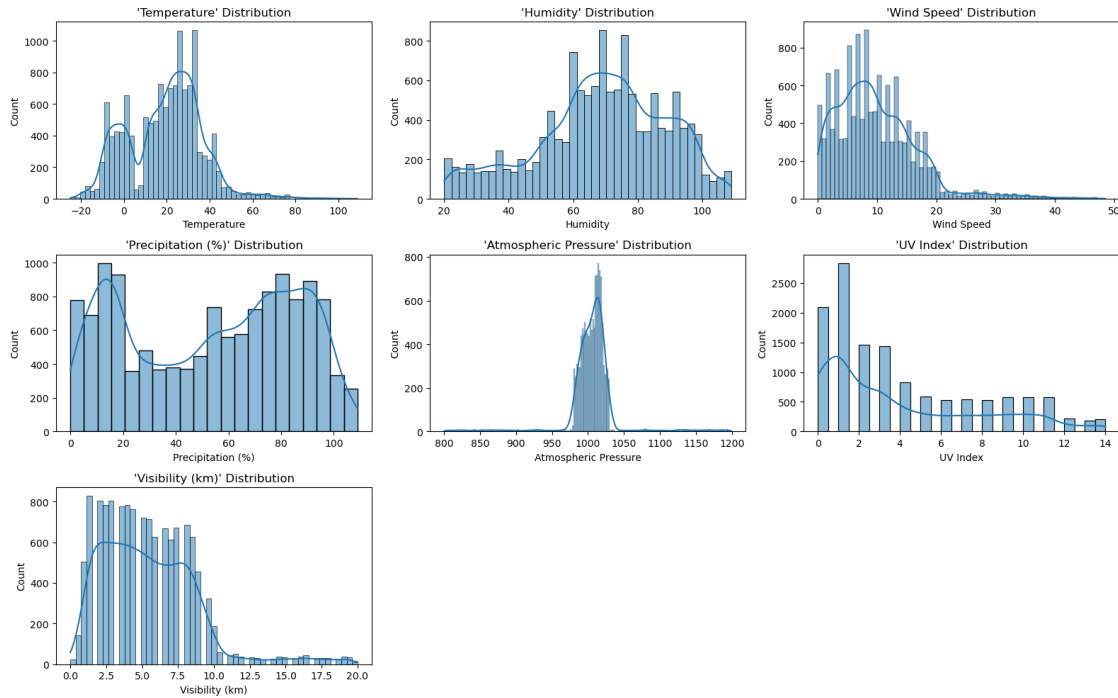 'Temperature' Distribution
1000
800
600
400
200
0
Count
−20 0 20 40 60 80 100
Temperature
'Humidity' Distribution
800
600
400
200
0
Count
20 40 60 80 100
Humidity
'Wind Speed' Distribution
800
600
400
200
0
Count
0 10 20 30 40 50
Wind Speed
'Precipitation (%)' Distribution
1000
800
600
400
200
0
Count
0 20 40 60 80 100
Precipitation (%)
'Atmospheric Pressure' Distribution
800
600
400
200
0
Count
800 850 900 950 1000 1050 1100 1150 1200
Atmospheric Pressure
'UV Index' Distribution
2500
2000
1500
1000
500
0
Count
0 2 4 6 8 10 12 14
UV Index
'Visibility (km)' Distribution
800
600
400
200
0
Count
0.0 2.5 5.0 7.5 10.0 12.5 15.0 17.5 20.0
Visibility (km)